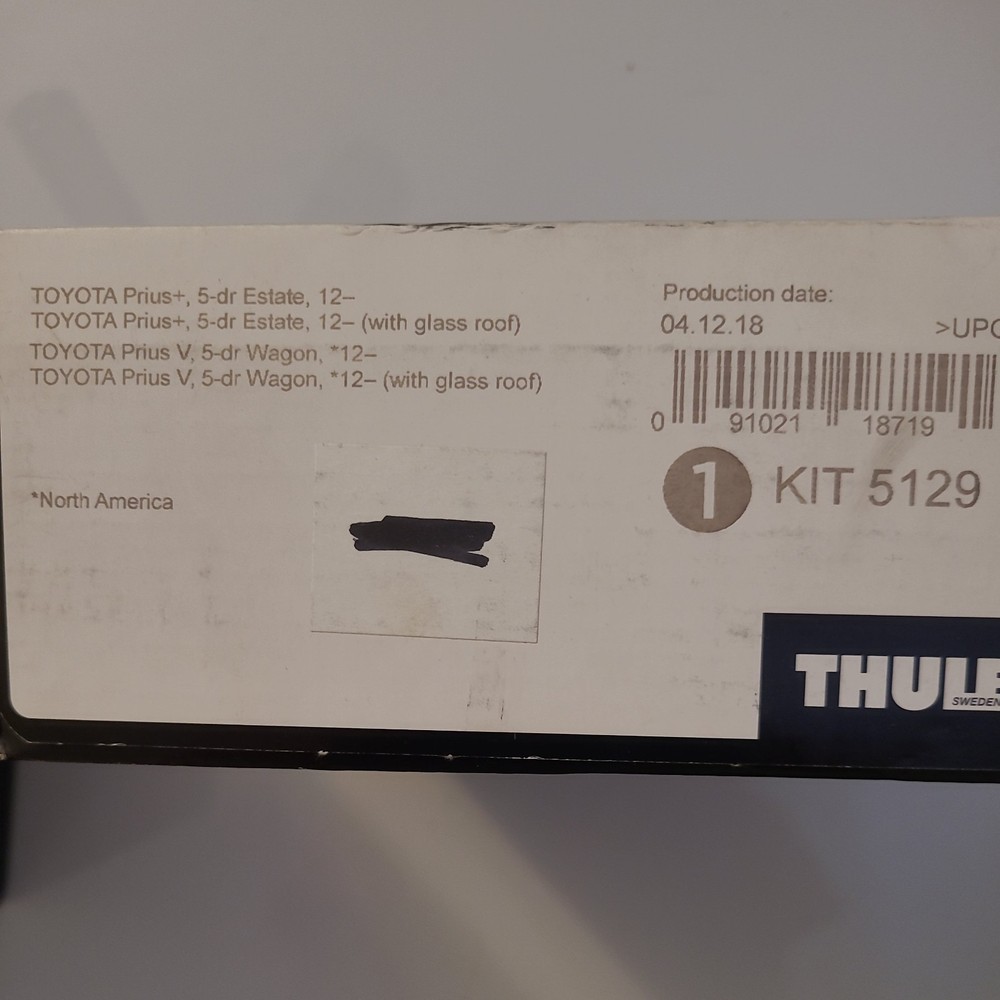 TOYOTA Prius+, 5-dr Estate, 12–
TOYOTA Prius+, 5-dr Estate, 12– (with glass roof)
TOYOTA Prius V, 5-dr Wagon, *12–
TOYOTA Prius V, 5-dr Wagon, *12– (with glass roof)
*North America
Production date:
04.12.18 >UPC
0 91021 18719
1 KIT 5129
THULE
SWEDEN